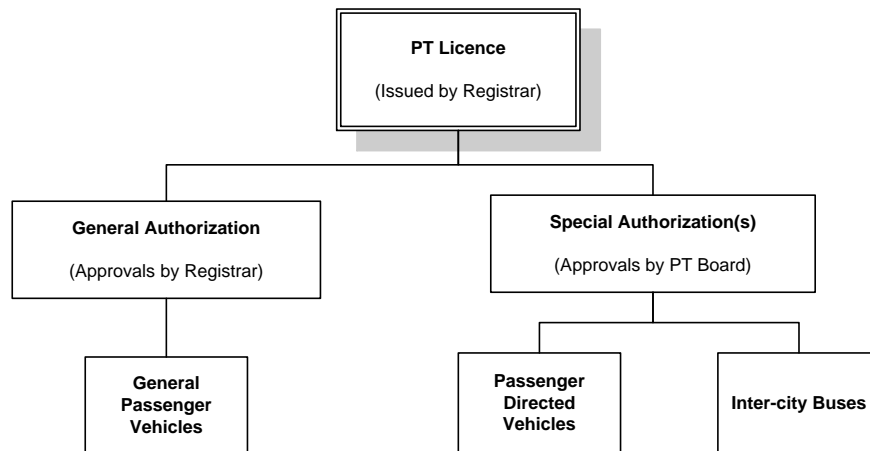 PT Licence
(Issued by Registrar)
General Authorization
(Approvals by Registrar)
Special Authorization(s)
(Approvals by PT Board)
General
Passenger
Vehicles
Passenger
Directed
Vehicles
Inter-city Buses